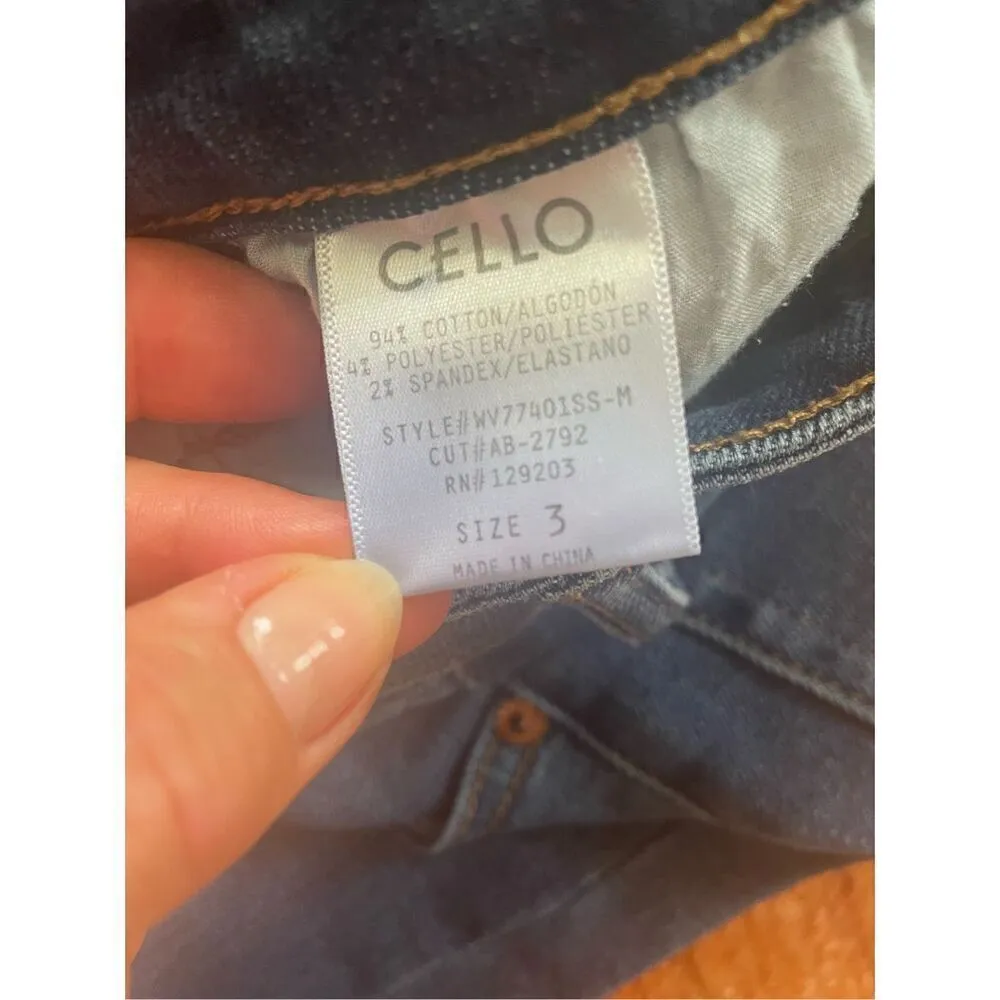 CELLO
94% COTTON/ALGODÓN
4% POLYESTER/POLIESTER
2% SPANDEX/ELASTANO
STYLE#WV77401SS-M
CUT#AB-2792
RN#129203
SIZE 3
MADE IN CHINA